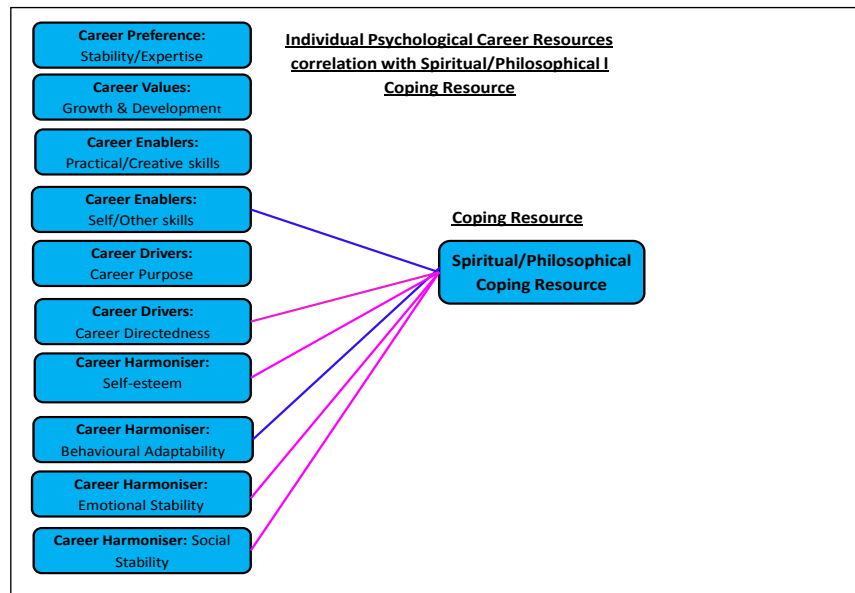 Career Preference:
Stability/Expertise
Individual Psychological Career Resources
correlation with Spiritual/Philosophical l
Coping Resource
Career Values:
Growth & Development
Career Enablers:
Practical/Creative skills
Career Enablers:
Self/Other skills
Coping Resource
Spiritual/Philosophical
Coping Resource
Career Drivers:
Career Purpose
Career Drivers:
Career Directedness
Career Harmoniser:
Self-esteem
Career Harmoniser:
Behavioural Adaptability
Career Harmoniser:
Emotional Stability
Career Harmoniser: Social
Stability